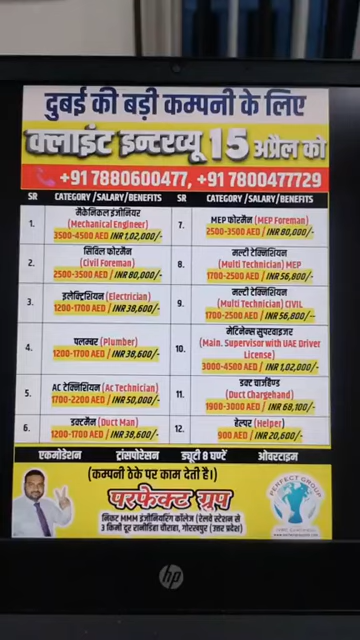 दुबई की बड़ी कम्पनी के लिए
क्लाइंट इन्टरव्यू 15 अप्रैल को
+91 7880600477, +91 7800477729
SR CATEGORY /SALARY/BENEFITS SR CATEGORY /SALARY/BENEFITS
1. मैकेनिकल इंजीनियर
(Mechanical Engineer)
3500-4500 AED / INR 1,02,000/-
7. MEP फोरमैन (MEP Foreman)
2500-3500 AED / INR 80,000/-
2. सिविल फोरमैन
(Civil Foreman)
2500-3500 AED / INR 80,000/-
8. मल्टी टेक्निशियन
(Multi Technician) MEP
1700-2500 AED / INR 56,800/-
3. इलेक्ट्रिशियन (Electrician)
1200-1700 AED / INR 38,600/-
9. मल्टी टेक्निशियन
(Multi Technician) CIVIL
1700-2500 AED / INR 56,800/-
4. पलम्बर (Plumber)
1200-1700 AED / INR 38,600/-
10. मेंटिनेन्स सुपरवाइजर
(Main. Supervisor with UAE Driver
License)
3000-4500 AED / INR 1,02,000/-
5. AC टेक्निशियन (Ac Technician)
1700-2200 AED / INR 50,000/-
11. डक्ट चार्जहैण्ड
(Duct Chargehand)
1900-3000 AED / INR 68,100/-
6. डक्टमैन (Duct Man)
1200-1700 AED / INR 38,600/-
12. हेल्पर (Helper)
900 AED / INR 20,600/-
एकमोडेशन ट्रांसपोरेसन ड्यूटी 8 घण्टें ओवरटाइम
(कम्पनी ठेके पर काम देती है।)
परफेक्ट ग्रुप
निकट MMM इंजीनियरिंग कॉलेज (रेलवे स्टेशन से
3 किमी दूर रानीडिहा चौराहा, गोरखपुर (उत्तर प्रदेश)
PERFECT GROUP
hp